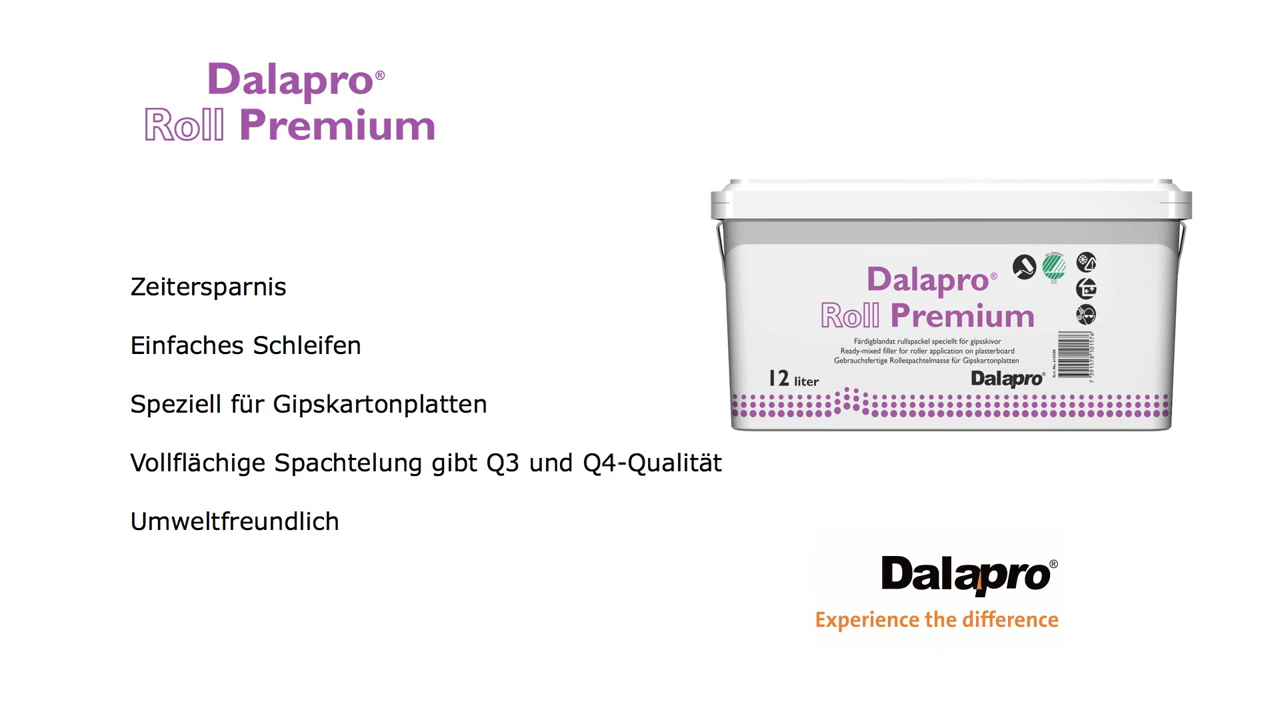 Dalapro®
Roll Premium
Zeitersparnis
Einfaches Schleifen
Speziell für Gipskartonplatten
Vollflächige Spachtelung gibt Q3 und Q4-Qualität
Umweltfreundlich
Dalapro®
Roll Premium
Färdigblandat rullspackel speciellt för gipsskivor
Ready-mixed filler for roller application on plasterboard
Gebrauchsfertige Rollespachtelmasse für Gipskartonplatten
12 liter
Dalapro®
Dalapro®
Experience the difference